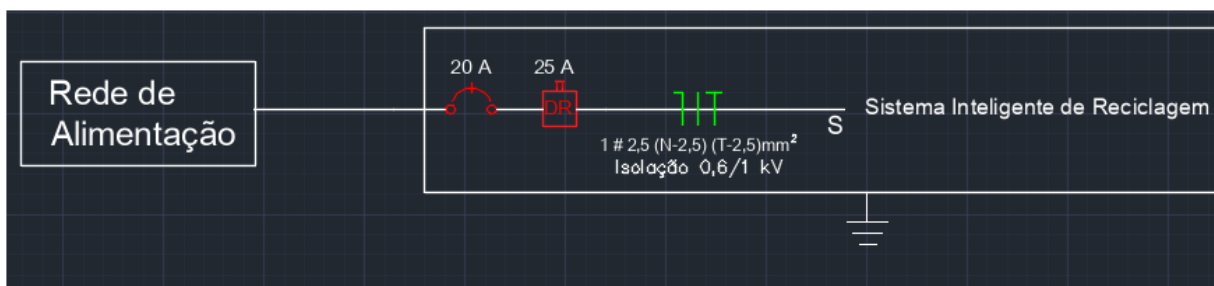 Rede de
Alimentação
20 A
25 A
DR
1 # 2,5 (N-2,5) (T-2,5)mm²
Isolação 0,6/1 kV
S
Sistema Inteligente de Reciclagem